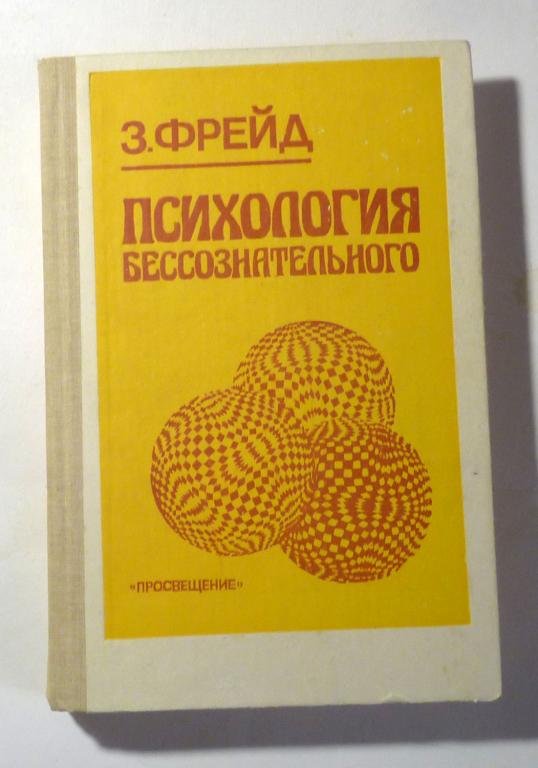 З.ФРЕЙД
ПСИХОЛОГИЯ
БЕССОЗНАТЕЛЬНОГО
„ПРОСВЕЩЕНИЕ"